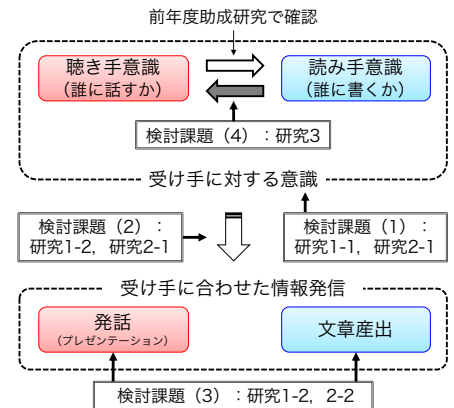 前年度助成研究で確認
聴き手意識
（誰に話すか）
読み手意識
（誰に書くか）
検討課題（4）：研究3
受け手に対する意識
検討課題（2）：
研究1-2，研究2-1
検討課題（1）：
研究1-1，研究2-1
受け手に合わせた情報発信
発話
（プレゼンテーション）
文章産出
検討課題（3）：研究1-2，2-2